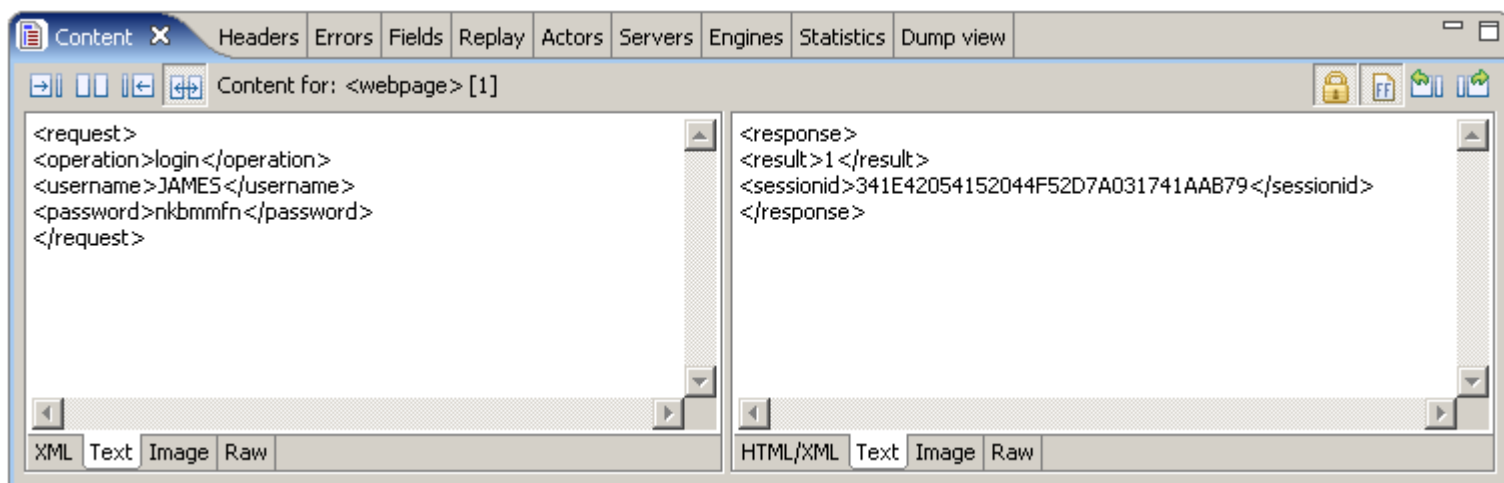 Content Headers Errors Fields Replay Actors Servers Engines Statistics Dump view
Content for: <webpage> [1]
FF
<request>
<operation>login</operation>
<username>JAMES</username>
<password>nkbmmfn</password>
</request>
XML Text Image Raw
<response>
<result>1</result>
<sessionid>341E42054152044F52D7A031741AAB79</sessionid>
</response>
HTML/XML Text Image Raw